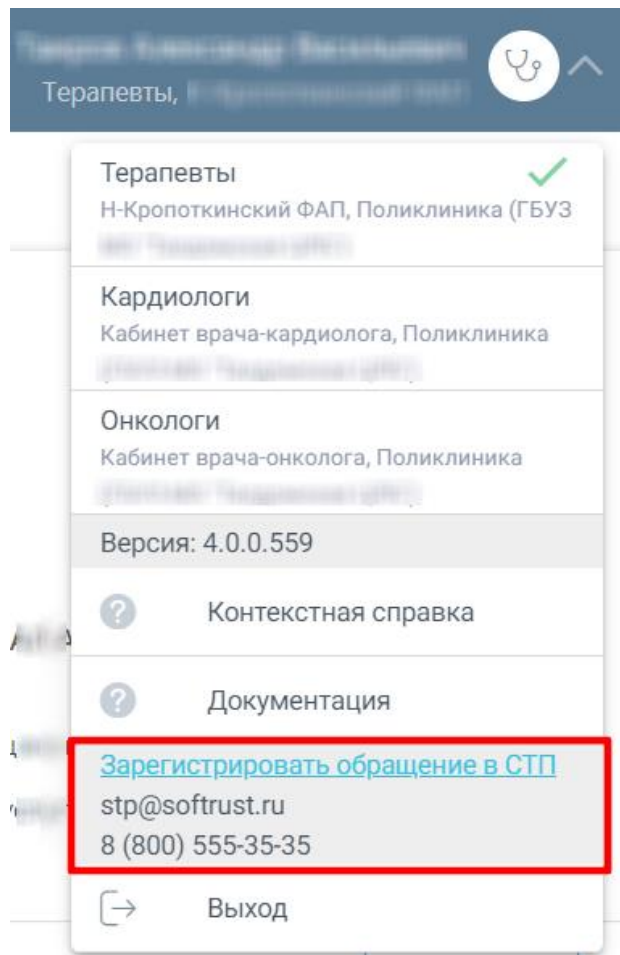 Терапевты,
Терапевты
Н-Кропоткинский ФАП, Поликлиника (ГБУЗ
Кардиологи
Кабинет врача-кардиолога, Поликлиника
Онкологи
Кабинет врача-онколога, Поликлиника
Версия: 4.0.0.559
Контекстная справка
Документация
Зарегистрировать обращение в СТП
stp@softrust.ru
8 (800) 555-35-35
Выход